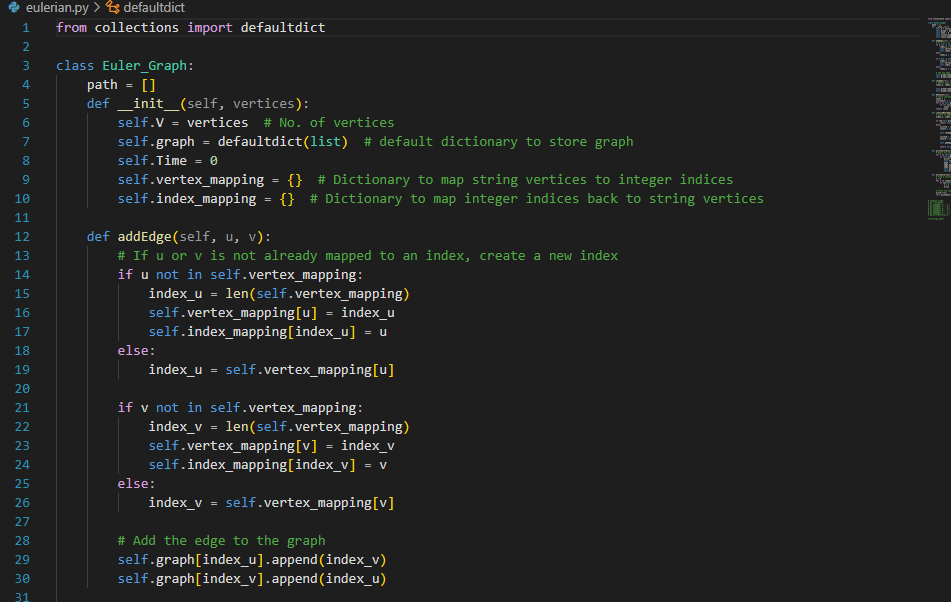 eulerian.py > defaultdict
1 from collections import defaultdict
2
3 class Euler_Graph:
4     path = []
5     def __init__(self, vertices):
6         self.V = vertices  # No. of vertices
7         self.graph = defaultdict(list)  # default dictionary to store graph
8         self.Time = 0
9         self.vertex_mapping = {}  # Dictionary to map string vertices to integer indices
10         self.index_mapping = {}  # Dictionary to map integer indices back to string vertices
11
12     def addEdge(self, u, v):
13         # If u or v is not already mapped to an index, create a new index
14         if u not in self.vertex_mapping:
15             index_u = len(self.vertex_mapping)
16             self.vertex_mapping[u] = index_u
17             self.index_mapping[index_u] = u
18         else:
19             index_u = self.vertex_mapping[u]
20
21         if v not in self.vertex_mapping:
22             index_v = len(self.vertex_mapping)
23             self.vertex_mapping[v] = index_v
24             self.index_mapping[index_v] = v
25         else:
26             index_v = self.vertex_mapping[v]
27
28         # Add the edge to the graph
29         self.graph[index_u].append(index_v)
30         self.graph[index_v].append(index_u)
31